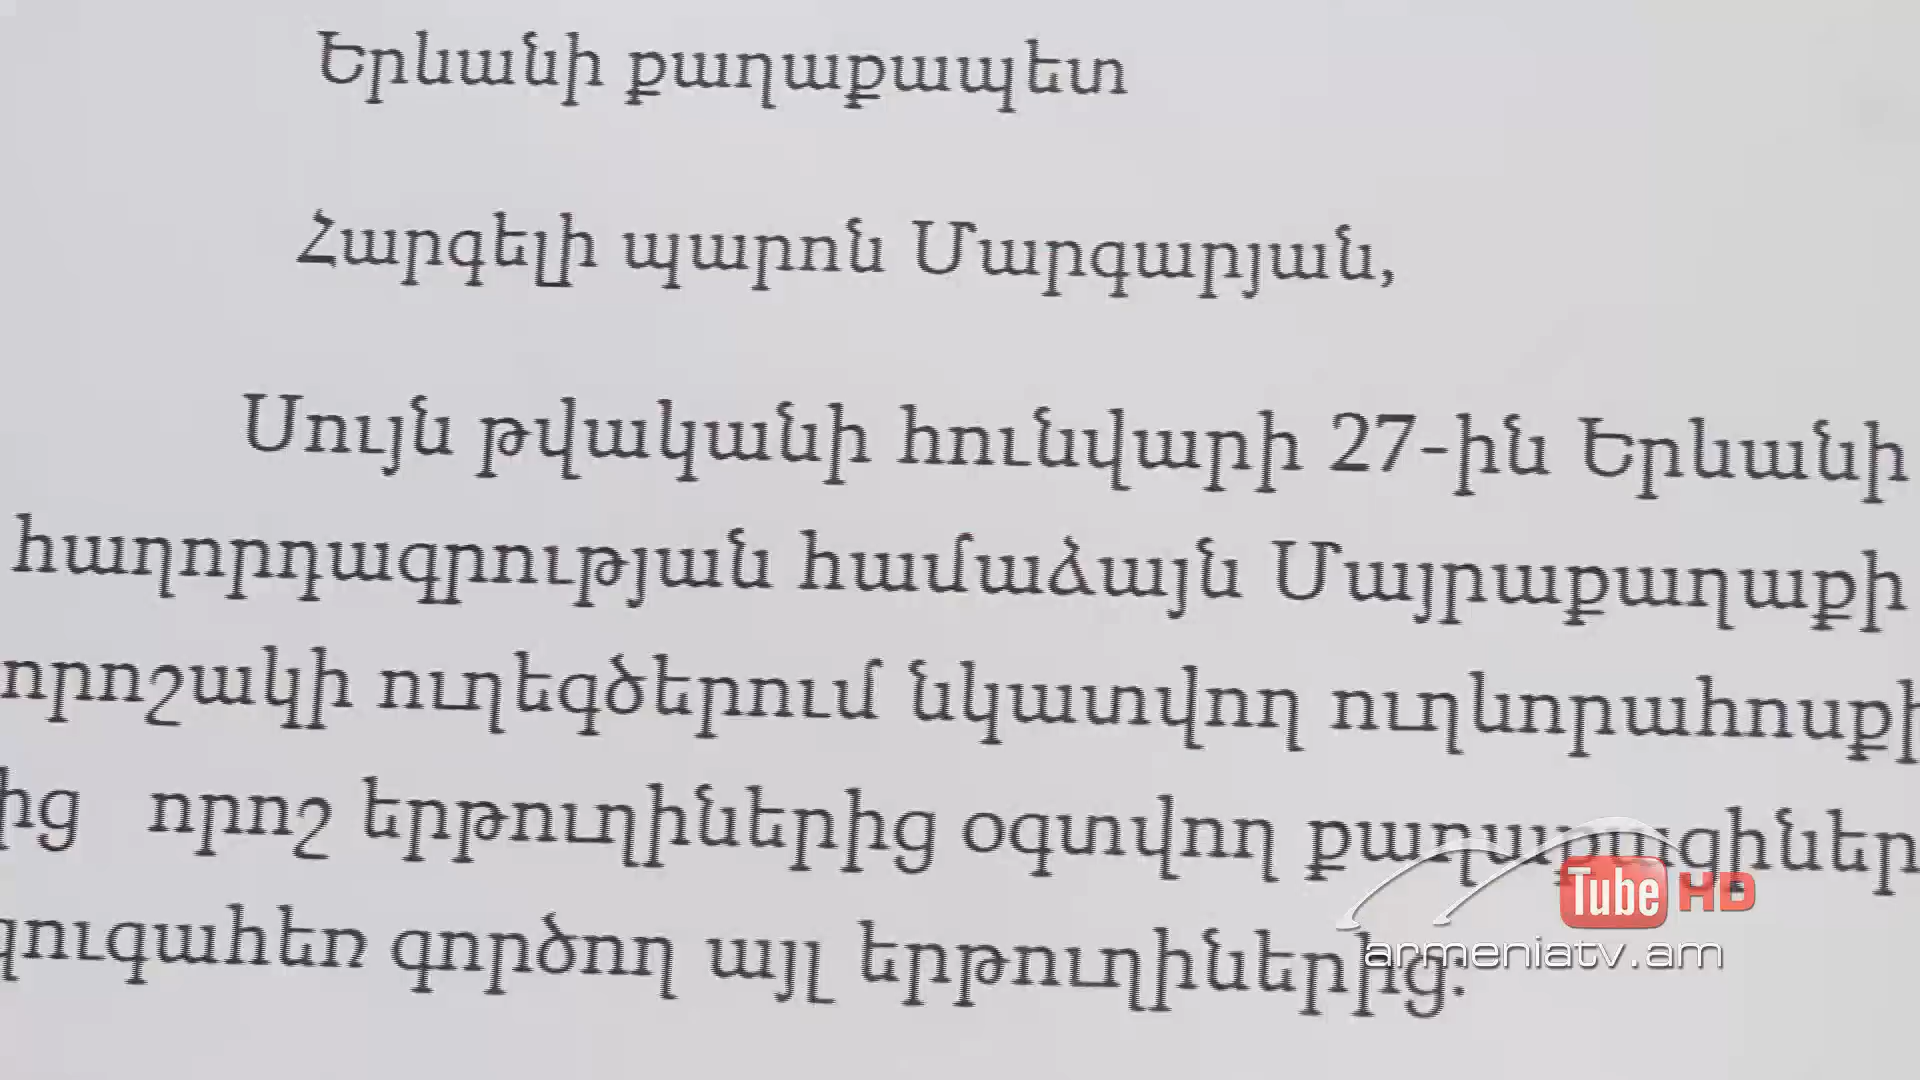 Երևանի քաղաքապետ
Հարգելի պարոն Մարգարյան,
Սույն թվականի հունվարի 27-ին Երևանի
հաղորդագրության համաձայն Մայրաքաղաքի
որոշակի ուղեգծերում նկատվող ուղևորահոսքի
ից որոշ երթուղիներից օգտվող քաղաքացիներ
զուգահեռ գործող այլ երթուղիներից:
Tube HD
armeniatv.am